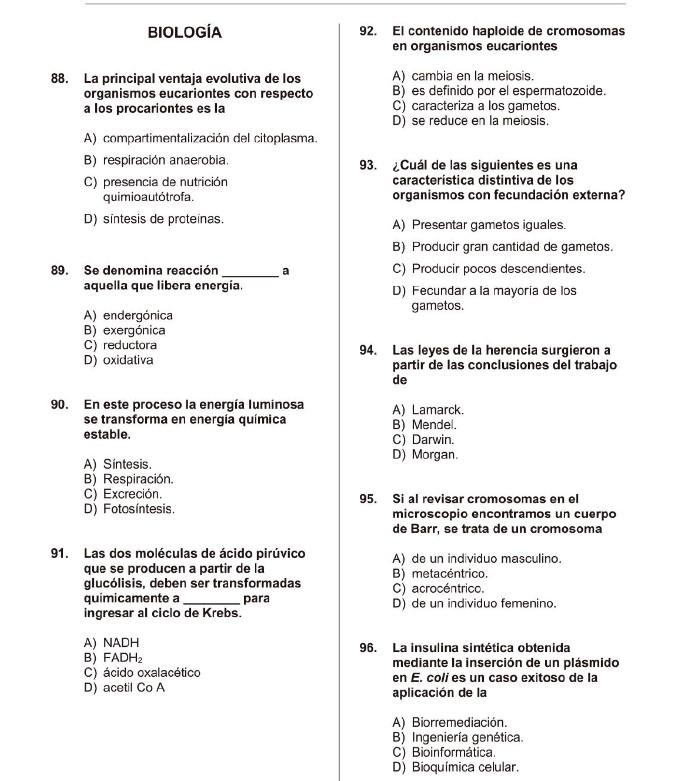 BIOLOGÍA
88. La principal ventaja evolutiva de los
organismos eucariontes con respecto
a los procariontes es la
A) compartimentalización del citoplasma.
B) respiración anaerobia.
C) presencia de nutrición
quimioautótrofa.
D) síntesis de proteínas.
89. Se denomina reacción ________ a
aquella que libera energía.
A) endergónica
B) exergónica
C) reductora
D) oxidativa
90. En este proceso la energía luminosa
se transforma en energía química
estable.
A) Síntesis.
B) Respiración.
C) Excreción.
D) Fotosíntesis.
91. Las dos moléculas de ácido pirúvico
que se producen a partir de la
glucólisis, deben ser transformadas
químicamente a ________ para
ingresar al ciclo de Krebs.
A) NADH
B) FADH₂
C) ácido oxalacético
D) acetil Co A
92. El contenido haploide de cromosomas
en organismos eucariontes
A) cambia en la meiosis.
B) es definido por el espermatozoide.
C) caracteriza a los gametos.
D) se reduce en la meiosis.
93. ¿Cuál de las siguientes es una
característica distintiva de los
organismos con fecundación externa?
A) Presentar gametos iguales.
B) Producir gran cantidad de gametos.
C) Producir pocos descendientes.
D) Fecundar a la mayoría de los
gametos.
94. Las leyes de la herencia surgieron a
partir de las conclusiones del trabajo
de
A) Lamarck.
B) Mendel.
C) Darwin.
D) Morgan.
95. Si al revisar cromosomas en el
microscopio encontramos un cuerpo
de Barr, se trata de un cromosoma
A) de un individuo masculino.
B) metacéntrico.
C) acrocéntrico.
D) de un individuo femenino.
96. La insulina sintética obtenida
mediante la inserción de un plásmido
en E. coli es un caso exitoso de la
aplicación de la
A) Biorremediación.
B) Ingeniería genética.
C) Bioinformática.
D) Bioquímica celular.